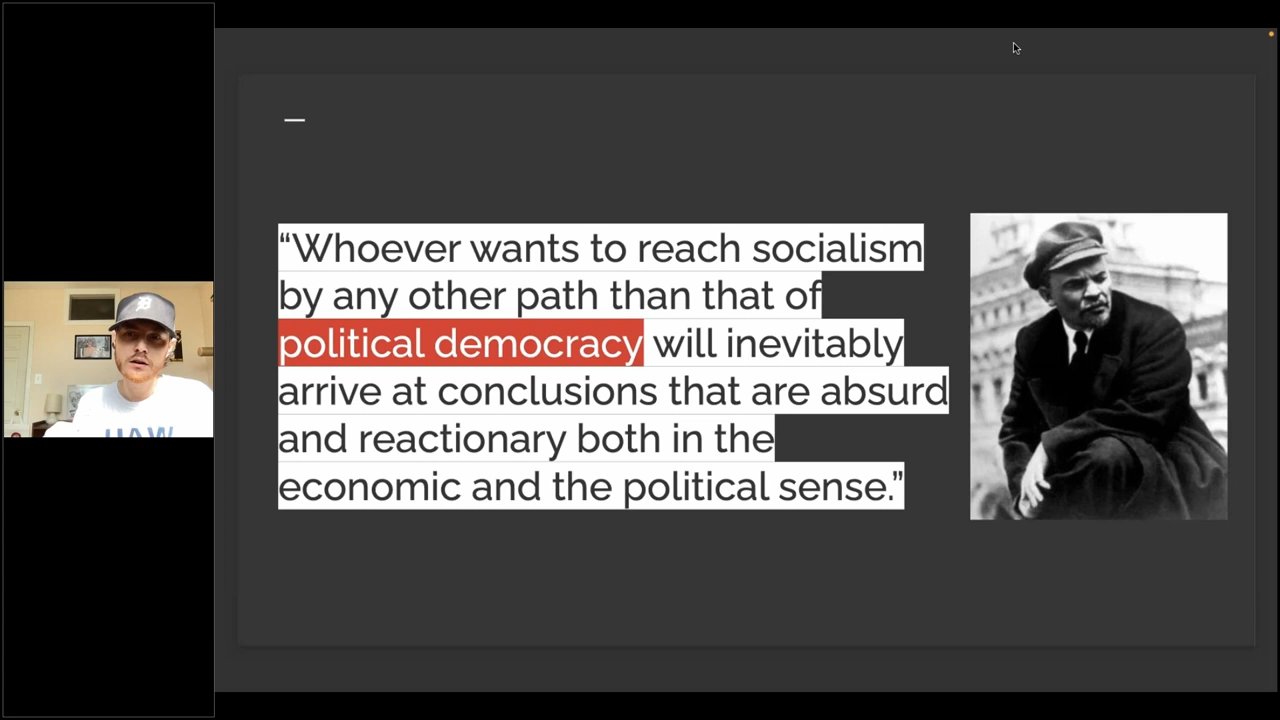 “Whoever wants to reach socialism
by any other path than that of
political democracy will inevitably
arrive at conclusions that are absurd
and reactionary both in the
economic and the political sense.”
UAW